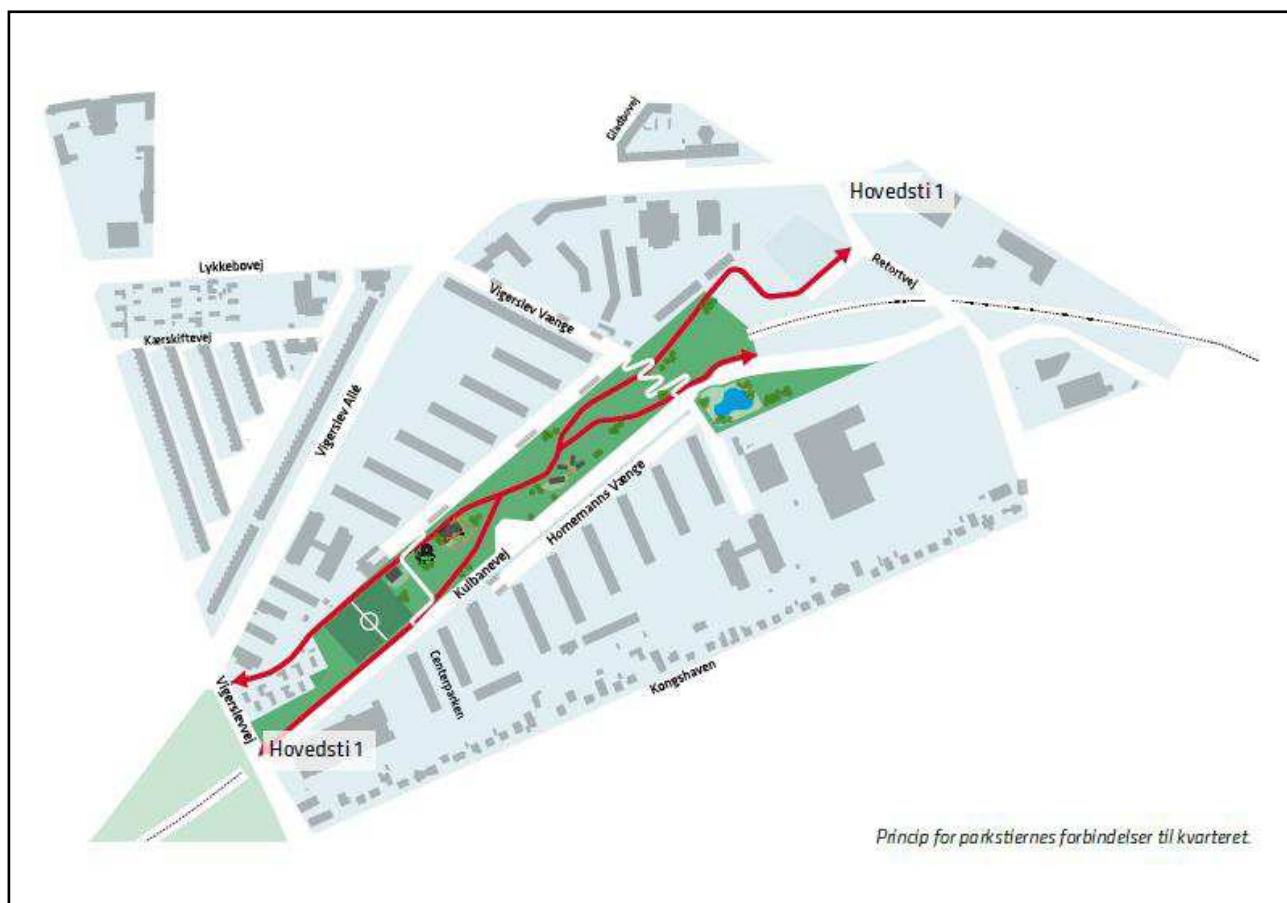 Gladbovej
Hovedsti 1
Lykkebovej
Retortvej
Vigerslev Vænge
Kærskiftevej
Vigerslev Allé
Hornemanns Vænge
Kulbanevej
Centerparken
Kongshaven
Vigerslevvej
Hovedsti 1
Princip for parkstiernes forbindelser til kvarteret.